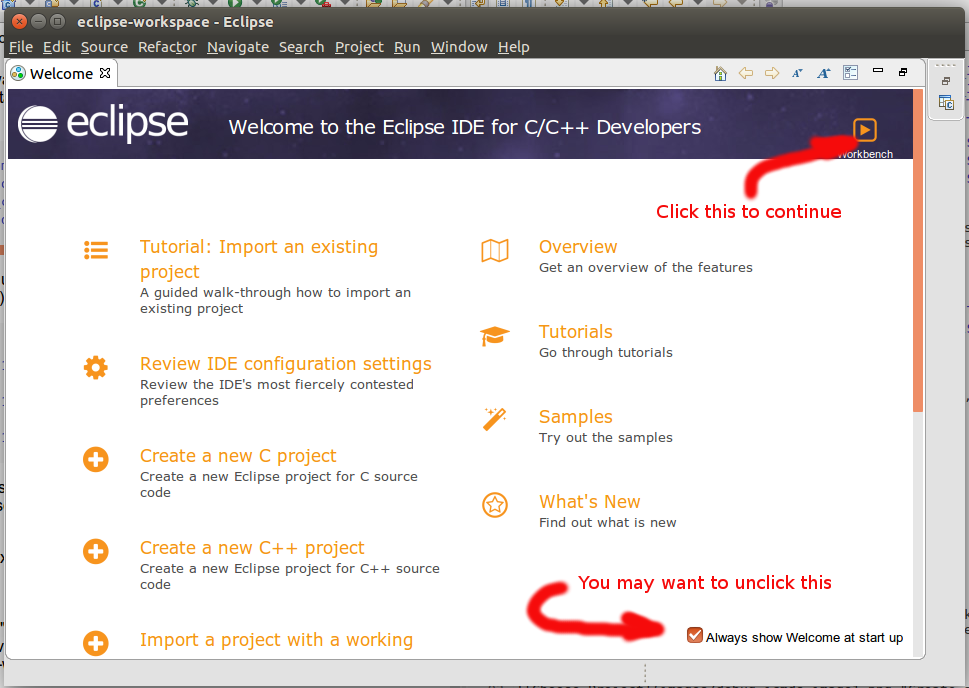 eclipse-workspace - Eclipse
File Edit Source Refactor Navigate Search Project Run Window Help
Welcome
eclipse
Welcome to the Eclipse IDE for C/C++ Developers
Workbench
Click this to continue
Tutorial: Import an existing
project
A guided walk-through how to import an
existing project
Review IDE configuration settings
Review the IDE's most fiercely contested
preferences
Create a new C project
Create a new Eclipse project for C source
code
Create a new C++ project
Create a new Eclipse project for C++ source
code
Import a project with a working
Overview
Get an overview of the features
Tutorials
Go through tutorials
Samples
Try out the samples
What's New
Find out what is new
You may want to unclick this
Always show Welcome at start up